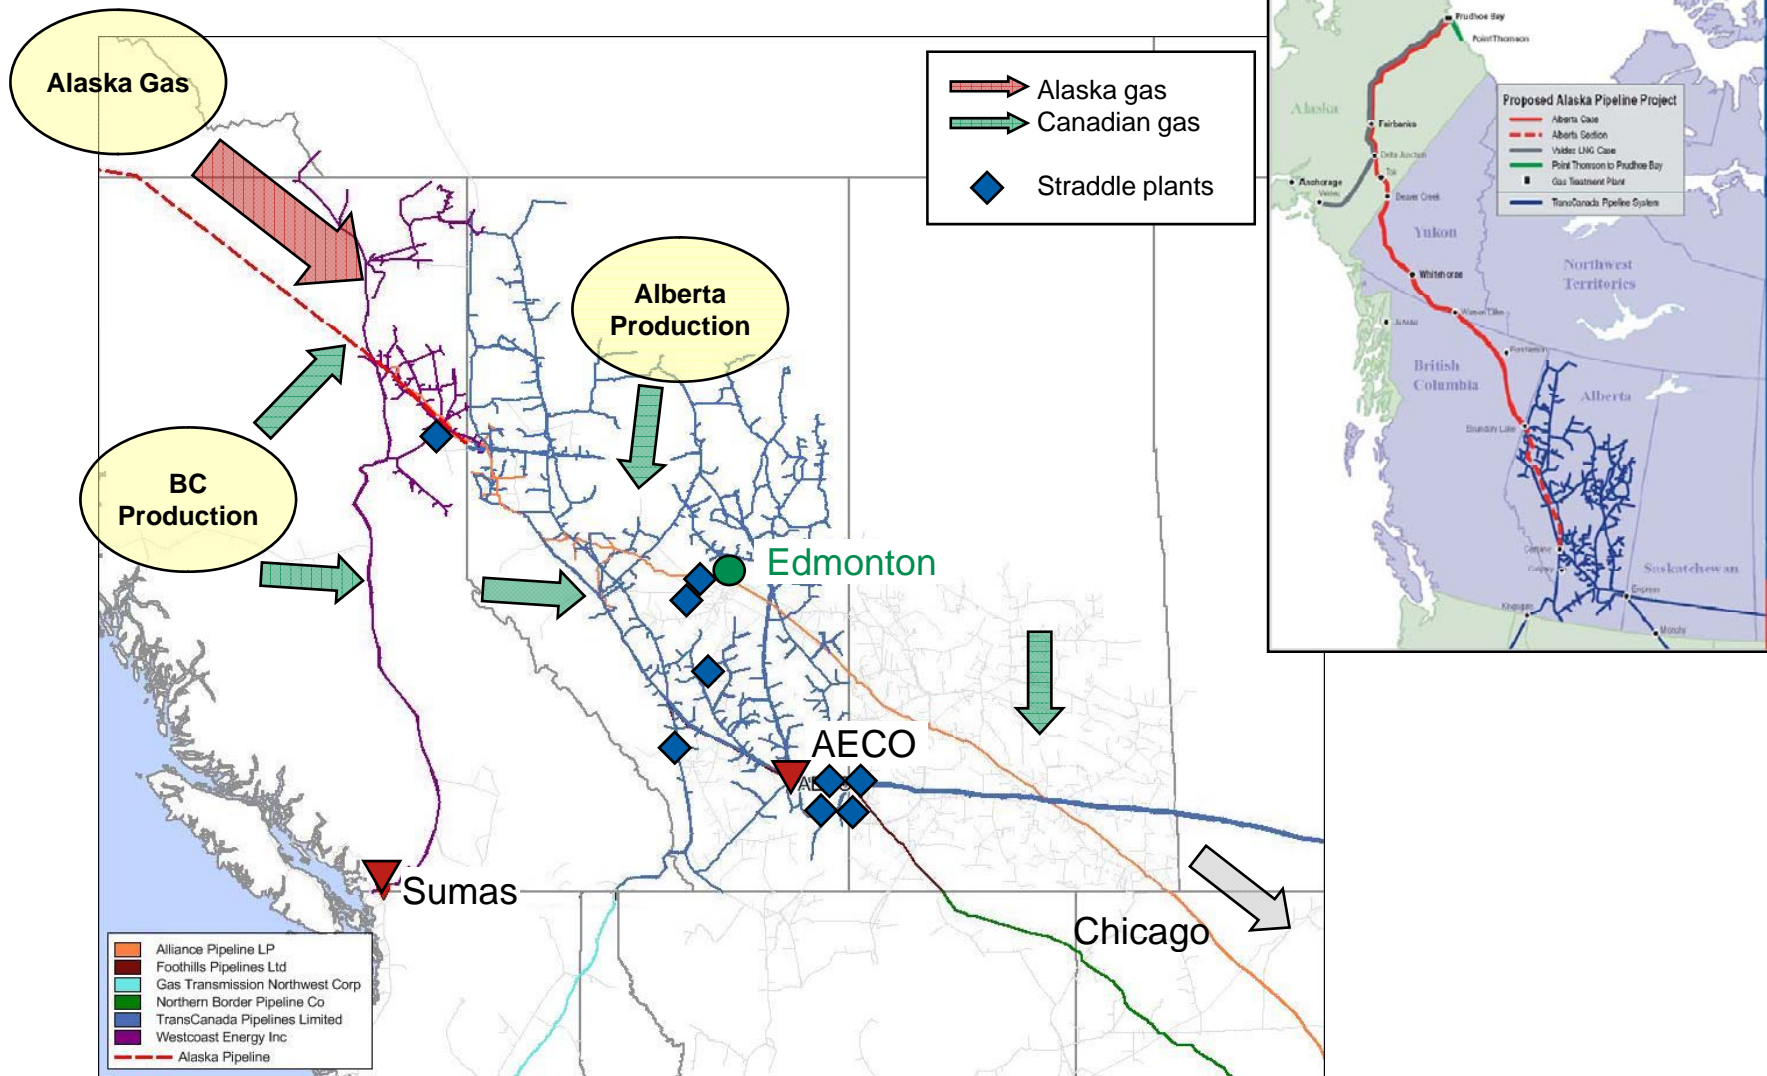 Alaska Gas
Alaska gas
Canadian gas
Straddle plants
Alberta
Production
BC
Production
Edmonton
AECO
Sumas
Chicago
Alliance Pipeline LP
Foothills Pipelines Ltd
Gas Transmission Northwest Corp
Northern Border Pipeline Co
TransCanada Pipelines Limited
Westcoast Energy Inc
Alaska Pipeline
Prudhoe Bay
Point Thomson
Proposed Alaska Pipeline Project
Alberta Case
Alberta Section
Valdez LNG Case
Point Thomson to Prudhoe Bay
Gas Treatment Plant
TransCanada Pipeline System
Alaska
Fairbanks
Delta Junction
Tok
Beaver Creek
Anchorage
Valdez
Yukon
Whitehorse
Northwest
Territories
Watson Lake
Juneau
British
Columbia
Alberta
Boundary Lake
Saskatchewan
Calgary
Empress
Kingsgate
Monchy